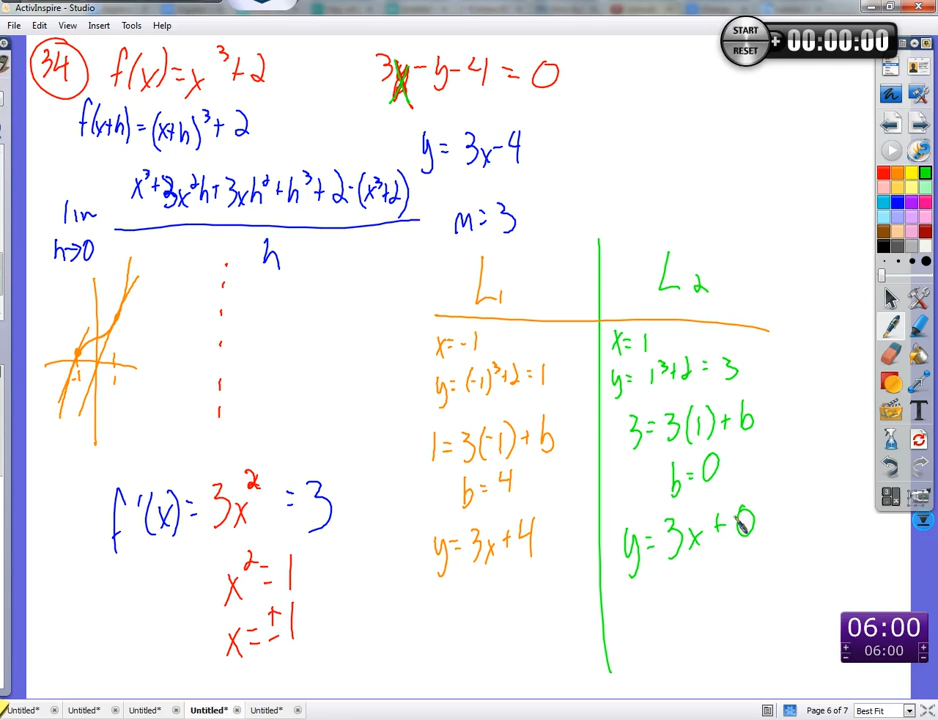 ActivInspire - Studio
File Edit View Insert Tools Help
START
RESET
00:00:00
34 f(x)=x³+2 3x-y-4=0
f(x+h)=(x+h)³+2
y=3x-4
lim h→0 x³+3x²h+3xh²+h³+2-(x³+2)
h
m=3
-1 1
f'(x)=3x²=3
x²=1
x=±1
L₁
x=-1
y=(-1)³+2=1
1=3(-1)+b
b=4
y=3x+4
L₂
x=1
y=1³+2=3
3=3(1)+b
b=0
y=3x+0
06:00
06:00
Untitled* Untitled* Untitled* Untitled* Untitled* Page 6 of 7 Best Fit